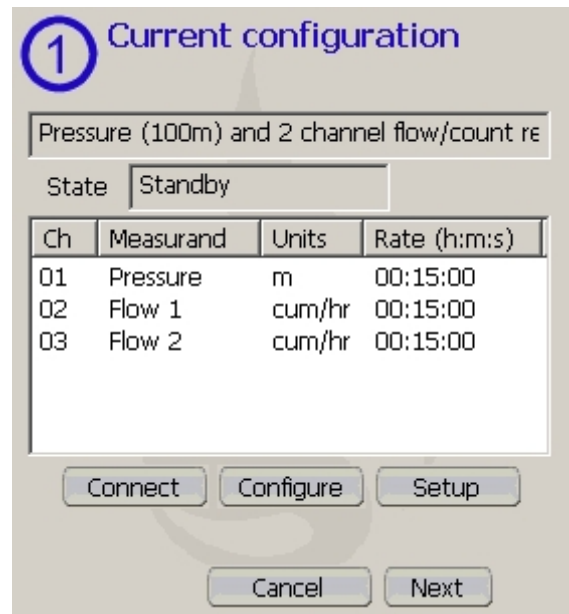 1 Current configuration
Pressure (100m) and 2 channel flow/count re
State Standby
Ch Measurand Units Rate (h:m:s)
01 Pressure m 00:15:00
02 Flow 1 cum/hr 00:15:00
03 Flow 2 cum/hr 00:15:00
Connect Configure Setup
Cancel Next